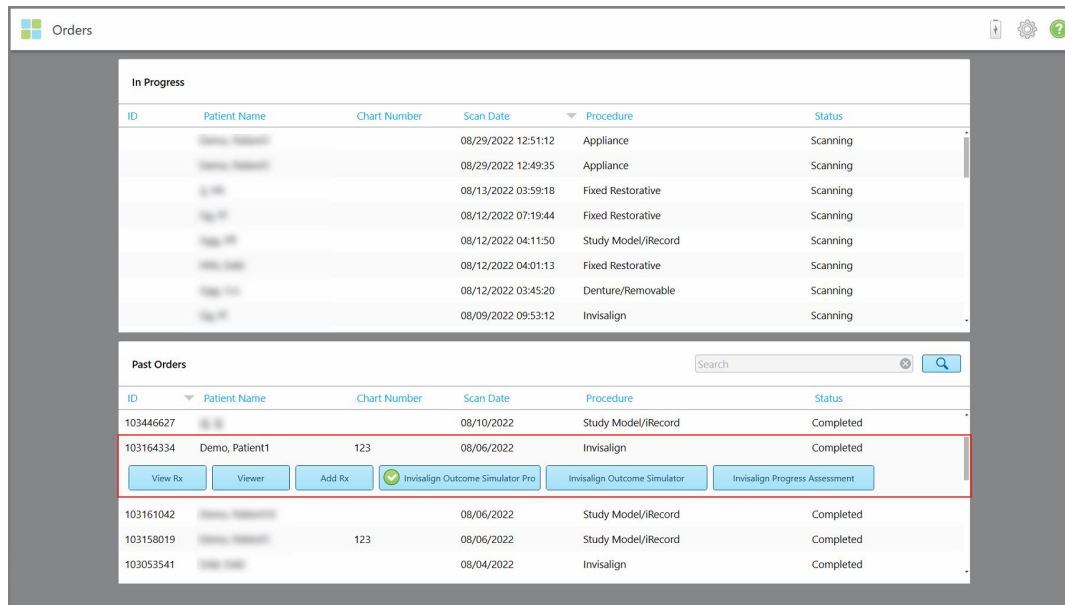 Orders
?
In Progress
ID Patient Name Chart Number Scan Date Procedure Status
08/29/2022 12:51:12 Appliance Scanning
08/29/2022 12:49:35 Appliance Scanning
08/13/2022 03:59:18 Fixed Restorative Scanning
08/12/2022 07:19:44 Fixed Restorative Scanning
08/12/2022 04:11:50 Study Model/iRecord Scanning
08/12/2022 04:01:13 Fixed Restorative Scanning
08/12/2022 03:45:20 Denture/Removable Scanning
08/09/2022 09:53:12 Invisalign Scanning
Past Orders Search
ID Patient Name Chart Number Scan Date Procedure Status
103446627 08/10/2022 Study Model/iRecord Completed
103164334 Demo, Patient1 123 08/06/2022 Invisalign Completed
View Rx Viewer Add Rx Invisalign Outcome Simulator Pro Invisalign Outcome Simulator Invisalign Progress Assessment
103161042 08/06/2022 Study Model/iRecord Completed
103158019 123 08/06/2022 Study Model/iRecord Completed
103053541 08/04/2022 Invisalign Completed